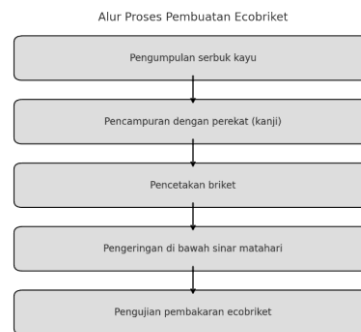 Alur Proses Pembuatan Ecobriket
Pengumpulan serbuk kayu
Pencampuran dengan perekat (kanji)
Pencetakan briket
Pengeringan di bawah sinar matahari
Pengujian pembakaran ecobriket